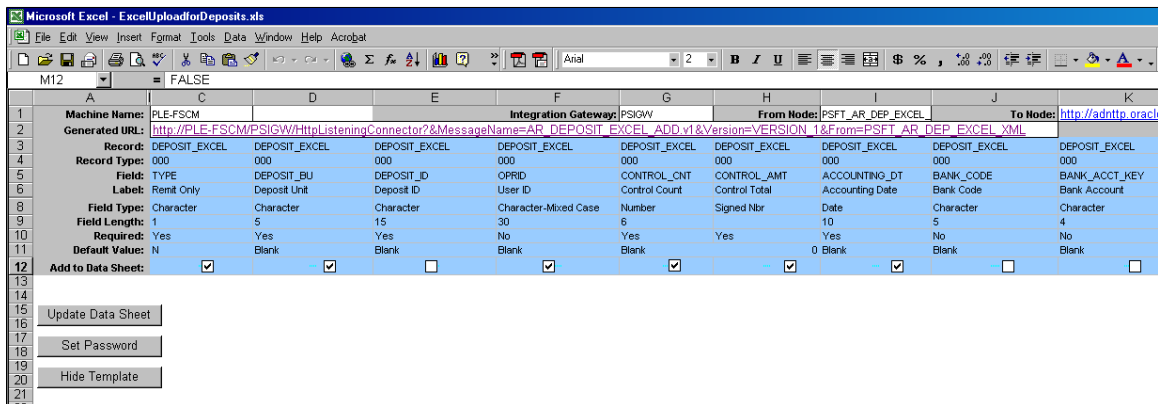 Microsoft Excel - ExcelUploadforDeposits.xls
File Edit View Insert Format Tools Data Window Help Acrobat
Arial 2 B I U $ % ,
M12 = FALSE
A C D E F G H I J K
1 Machine Name: PLE-FSCM Integration Gateway: PSIGW From Node: PSFT_AR_DEP_EXCEL_ To Node: http://adnttp.oracl
2 Generated URL: http://PLE-FSCM/PSIGW/HttpListeningConnector?&MessageName=AR_DEPOSIT_EXCEL_ADD.v1&Version=VERSION_1&From=PSFT_AR_DEP_EXCEL_XML
3 Record: DEPOSIT_EXCEL DEPOSIT_EXCEL DEPOSIT_EXCEL DEPOSIT_EXCEL DEPOSIT_EXCEL DEPOSIT_EXCEL DEPOSIT_EXCEL DEPOSIT_EXCEL DEPOSIT_EXCEL
4 Record Type: 000 000 000 000 000 000 000 000 000
5 Field: TYPE DEPOSIT_BU DEPOSIT_ID OPRID CONTROL_CNT CONTROL_AMT ACCOUNTING_DT BANK_CODE BANK_ACCT_KEY
6 Label: Remit Only Deposit Unit Deposit ID User ID Control Count Control Total Accounting Date Bank Code Bank Account
8 Field Type: Character Character Character Character-Mixed Case Number Signed Nbr Date Character Character
9 Field Length: 1 5 15 30 6 10 5 4
10 Required: Yes Yes Yes No Yes Yes Yes No No
11 Default Value: N Blank Blank Blank Blank 0 Blank Blank Blank
12 Add to Data Sheet:
13
14
15 Update Data Sheet
16
17 Set Password
18
19 Hide Template
20
21